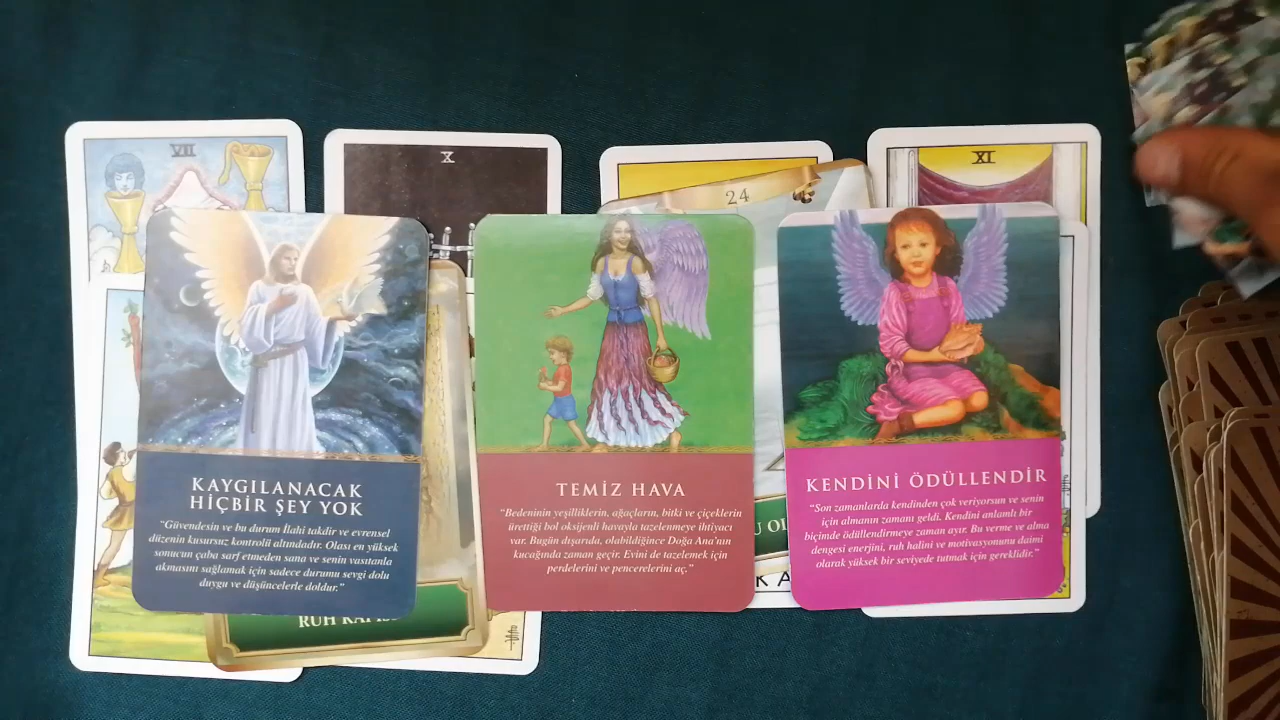 VII
X
24
XI
KAYGILANACAK
HİÇBİR ŞEY YOK
“Güvendesin ve bu durum İlahi takdir ve evrensel
düzenin kusursuz kontrolü altındadır. Olası en yüksek
sonucun çaba sarf etmeden sana ve senin vasıtanla
akmasını sağlamak için sadece durumu sevgi dolu
duygu ve düşüncelerle doldur.”
RUH
TEMİZ HAVA
“Bedeninin yeşilliklerin, ağaçların, bitki ve çiçeklerin
ürettiği bol oksijenli havayla tazelenmeye ihtiyacı
var. Bugün dışarıda, olabildiğince Doğa Ana’nın
kucağında zaman geçir. Evini de tazelemek için
perdelerini ve pencerelerini aç.”
KENDİNİ ÖDÜLLENDİR
“Son zamanlarda kendinden çok veriyorsun ve senin
için almanın zamanı geldi. Kendini anlamlı bir
biçimde ödüllendirmeye zaman ayır. Bu verme ve alma
dengesi enerjini, ruh halini ve motivasyonunu daimi
olarak yüksek bir seviyede tutmak için gereklidir.”